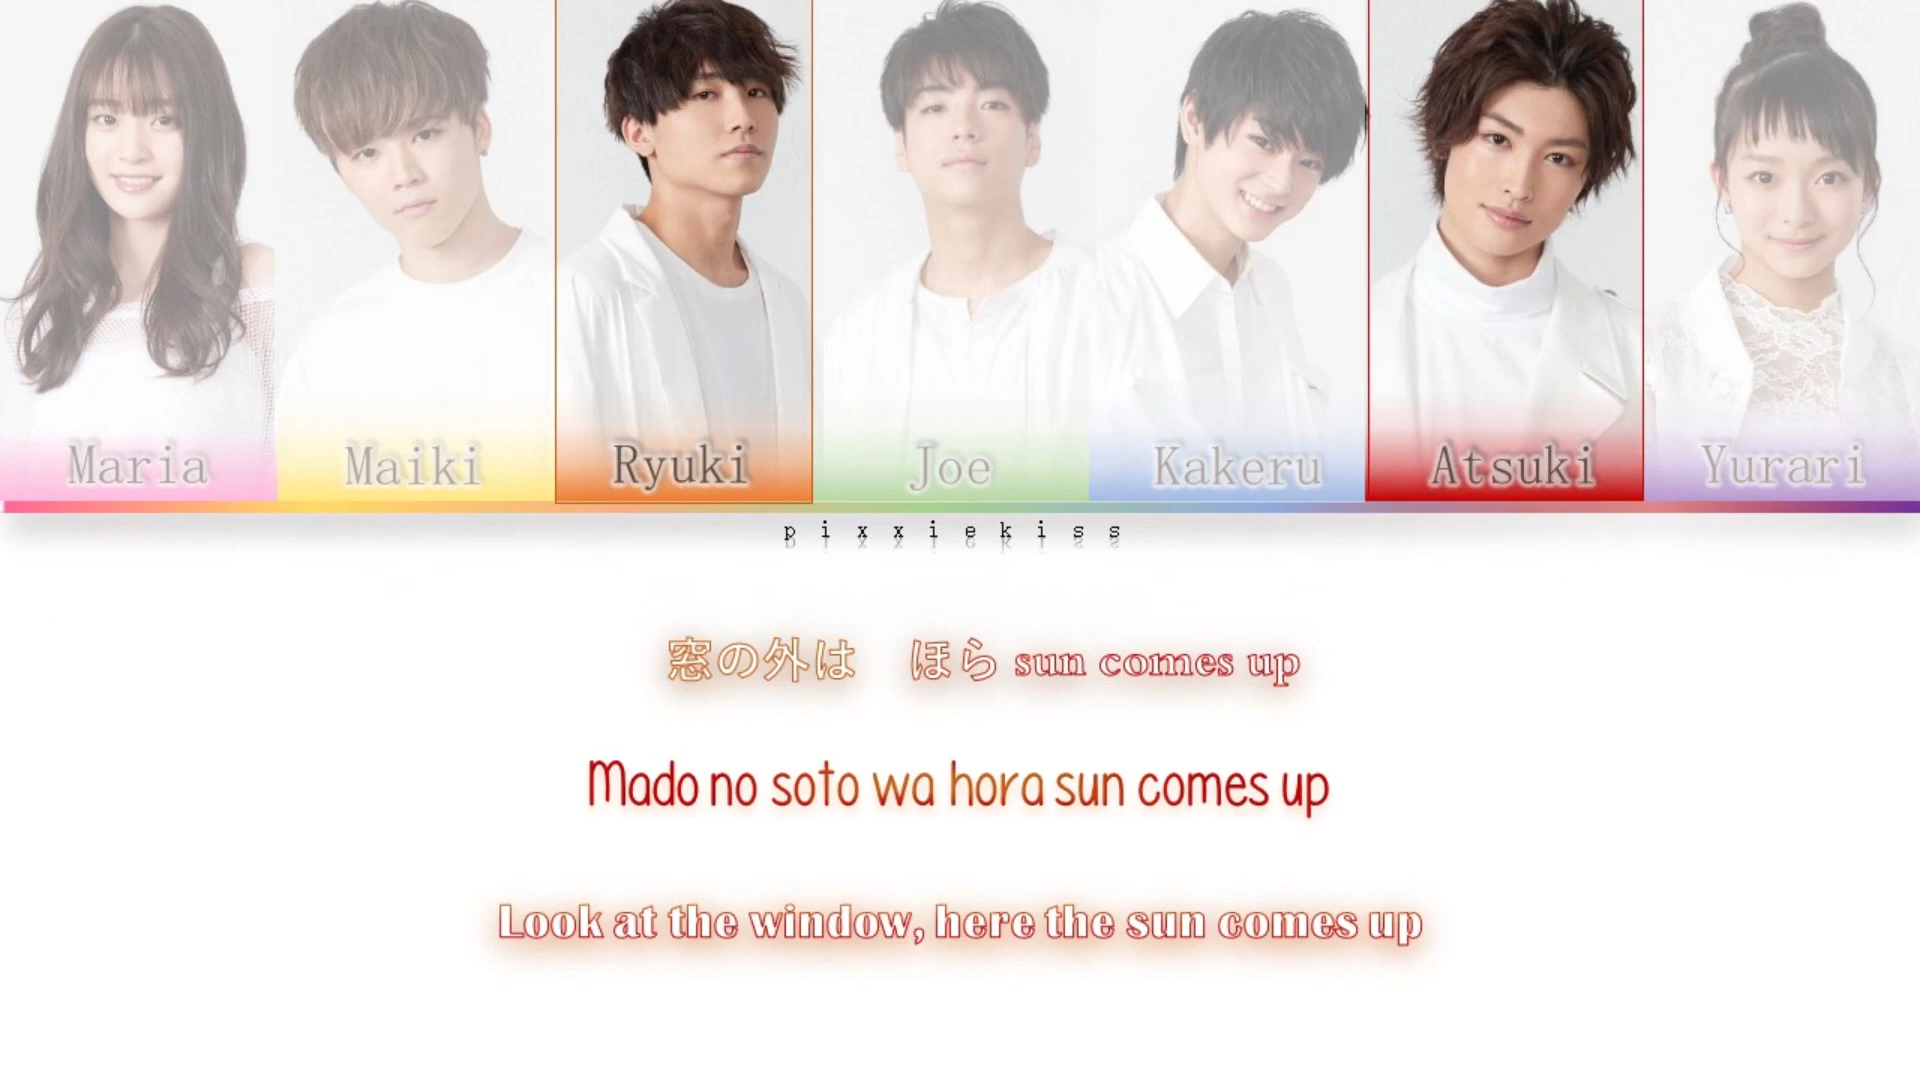 Maria Maiki Ryuki Joe Kakeru Atsuki Yurari
pixxiekiss
窓の外は　ほら sun comes up
Mado no soto wa hora sun comes up
Look at the window, here the sun comes up